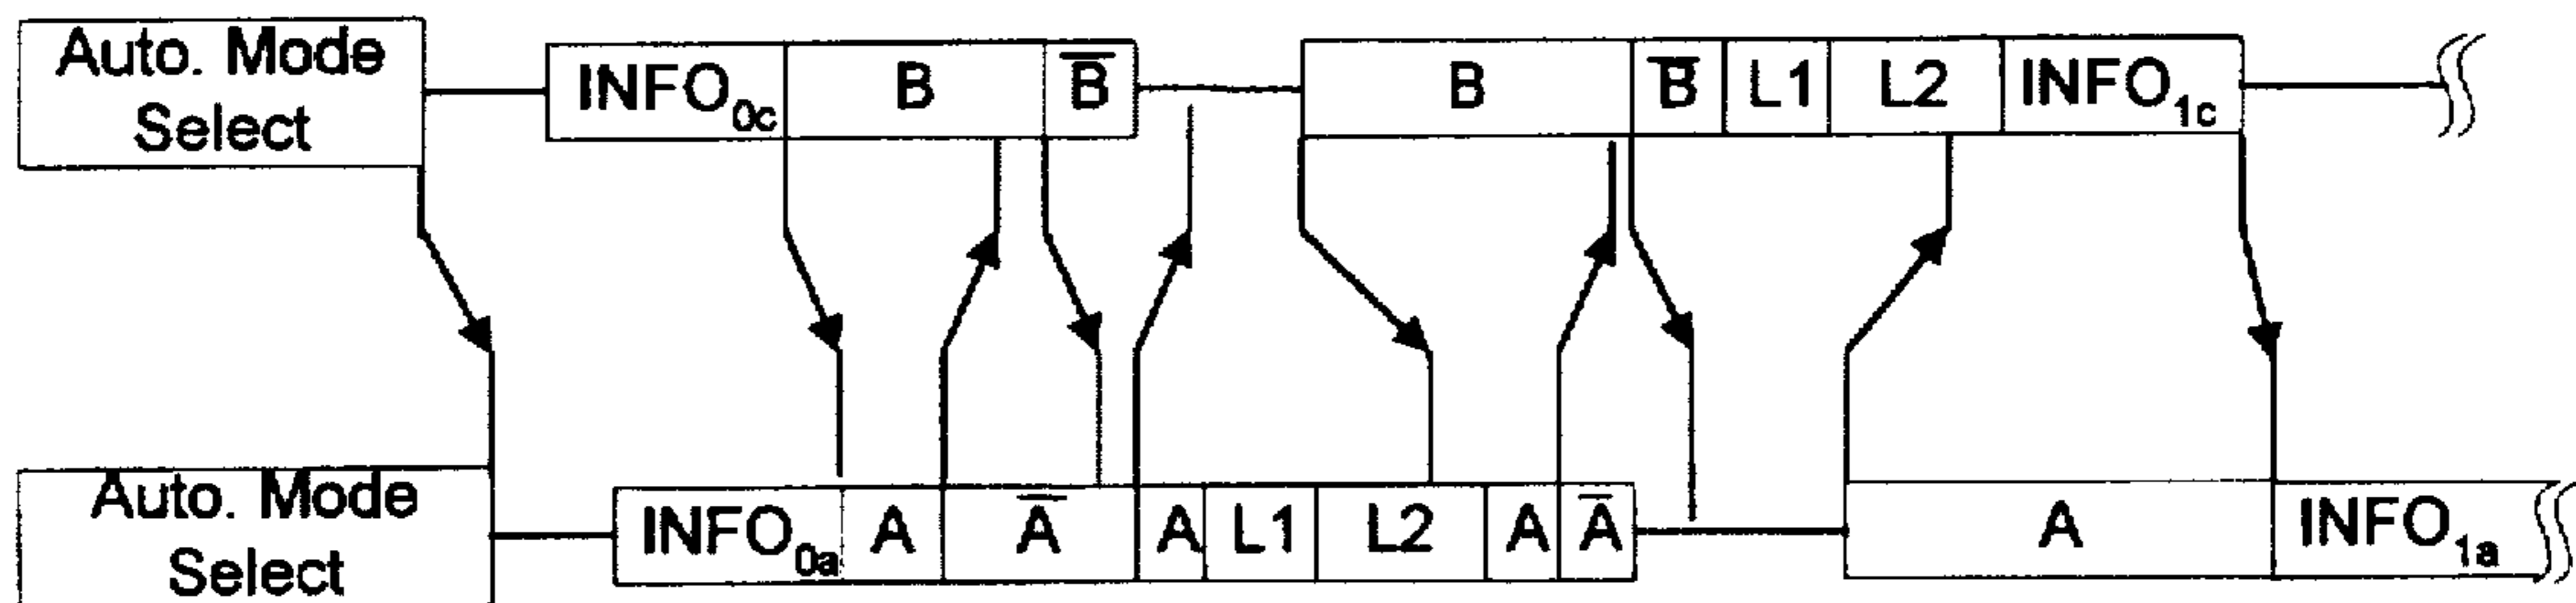 Auto. Mode
Select
INFO₀c B B̅ B B̅ L1 L2 INFO₁c
Auto. Mode
Select
INFO₀a A A̅ A L1 L2 A A̅ A INFO₁a